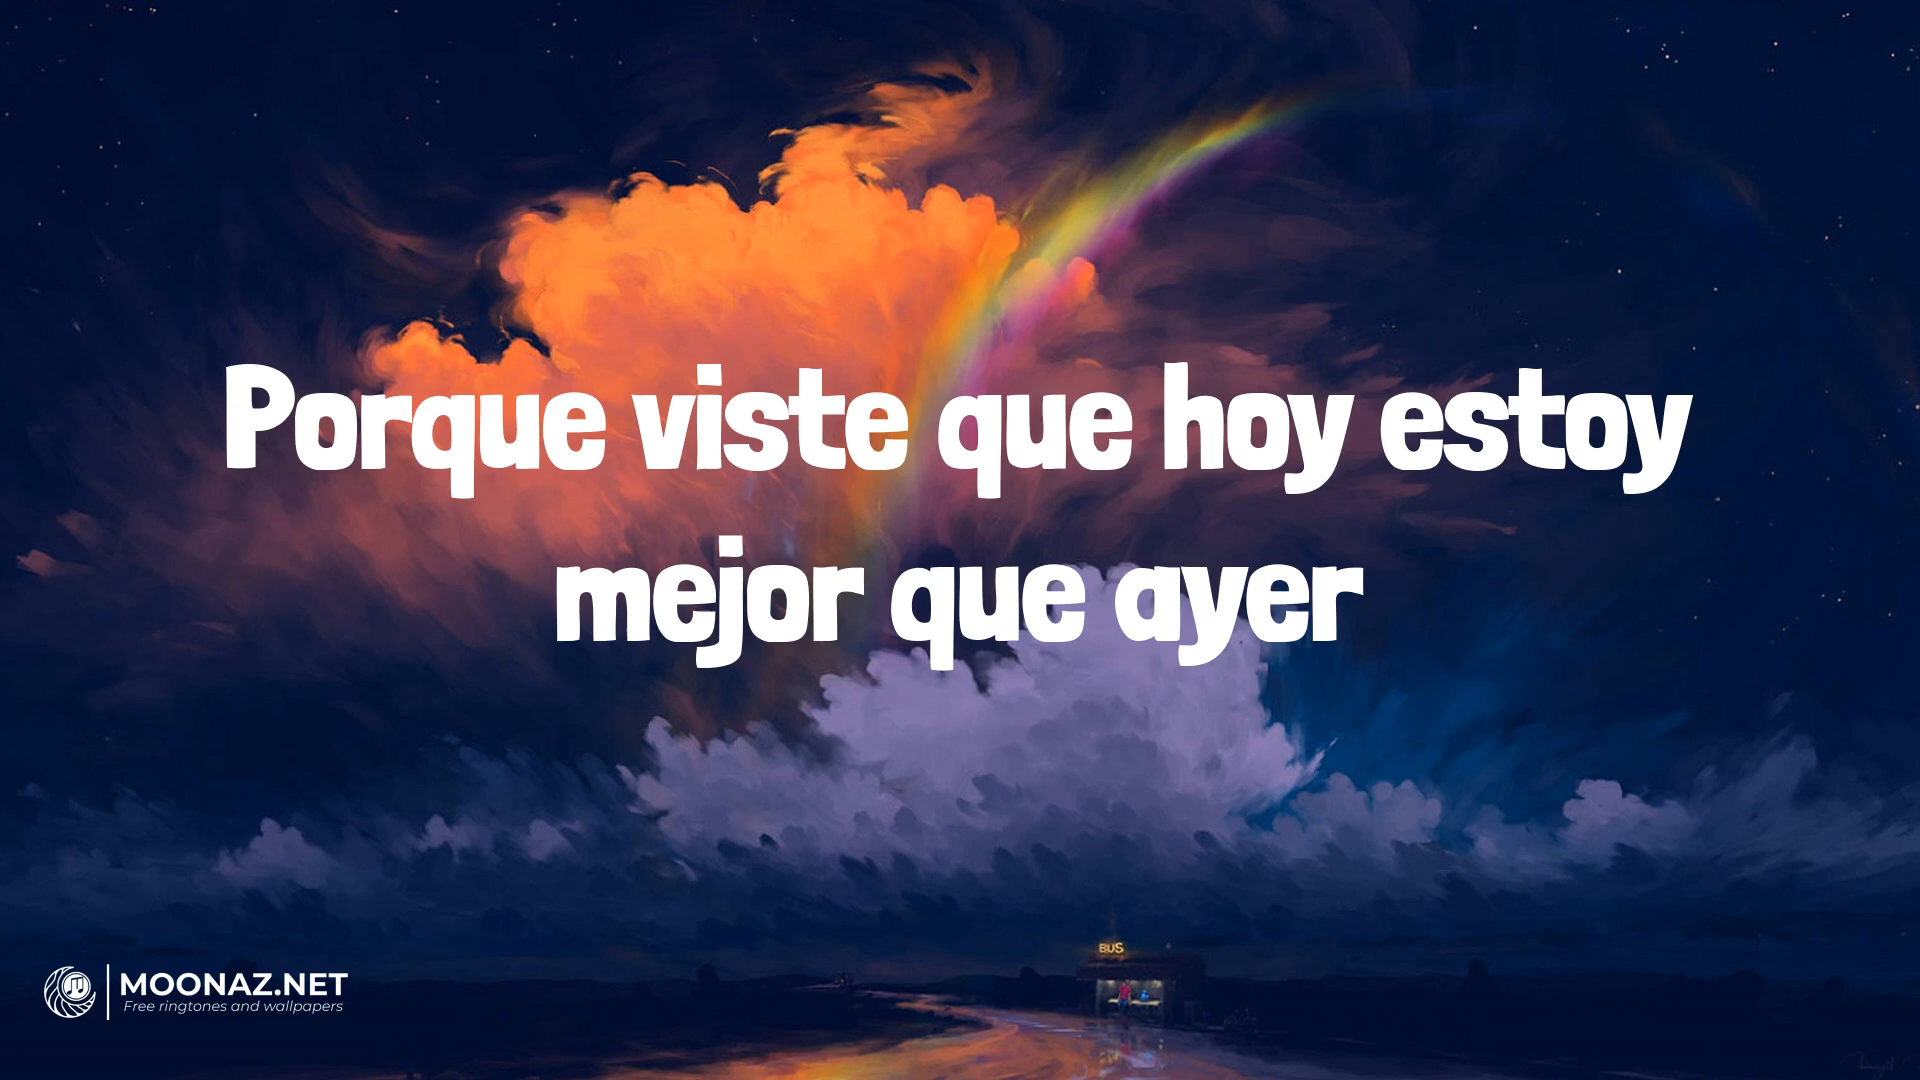 Porque viste que hoy estoy
mejor que ayer
BUS
MOONAZ.NET
Free ringtones and wallpapers